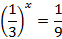 (1/3)^x = 1/9